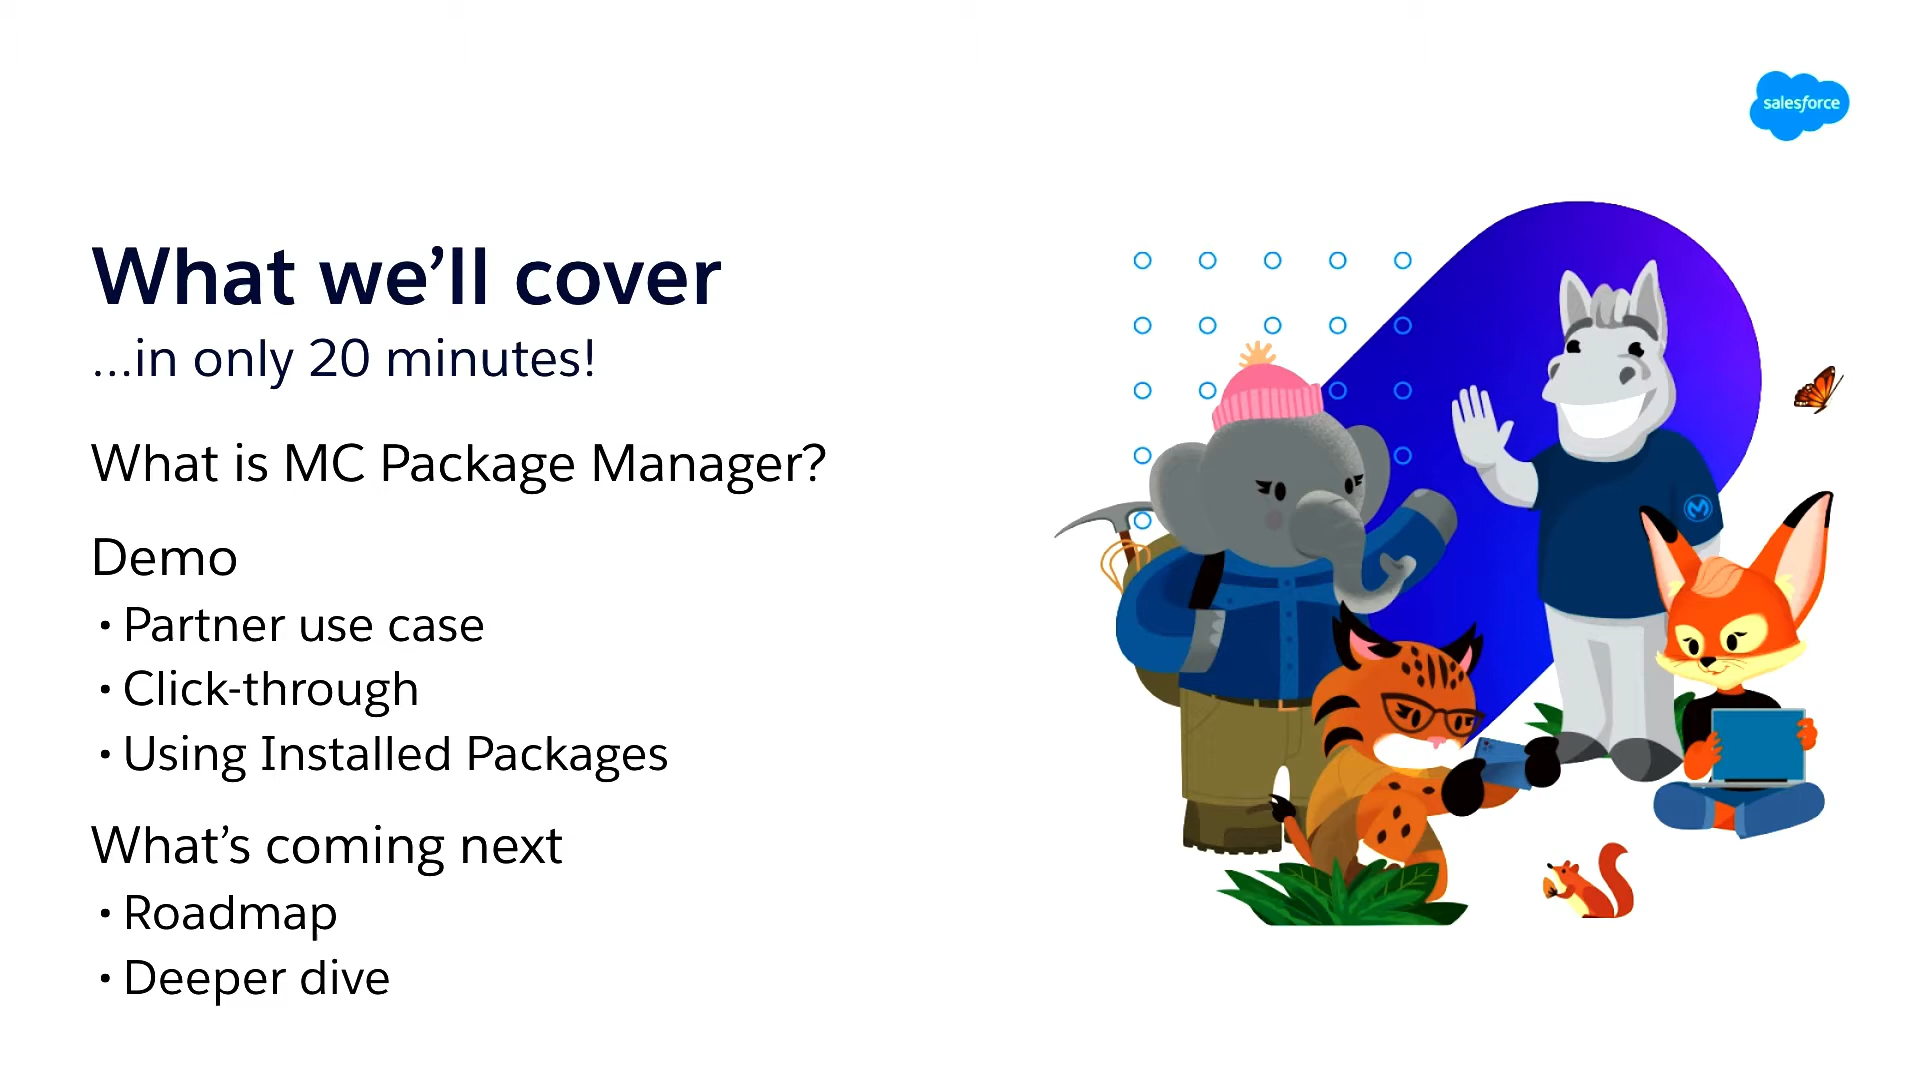 salesforce
What we’ll cover
...in only 20 minutes!
What is MC Package Manager?
Demo
• Partner use case
• Click-through
• Using Installed Packages
What’s coming next
• Roadmap
• Deeper dive